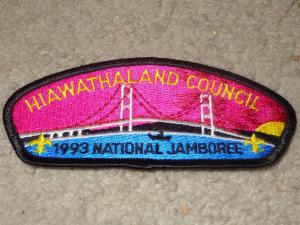 HIAWATHALAND COUNCIL
1993 NATIONAL JAMBOREE